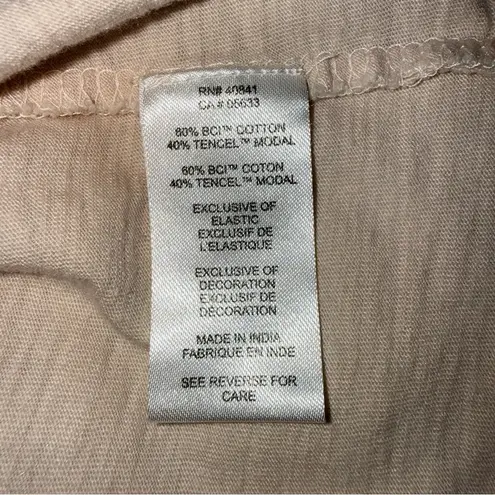 RN# 40841
CA # 05633
60% BCI™ COTTON
40% TENCEL™ MODAL
60% BCI™ COTON
40% TENCEL™ MODAL
EXCLUSIVE OF
ELASTIC
EXCLUSIF DE
L'ELASTIQUE
EXCLUSIVE OF
DECORATION
EXCLUSIF DE
DÉCORATION
MADE IN INDIA
FABRIQUE EN INDE
SEE REVERSE FOR
CARE